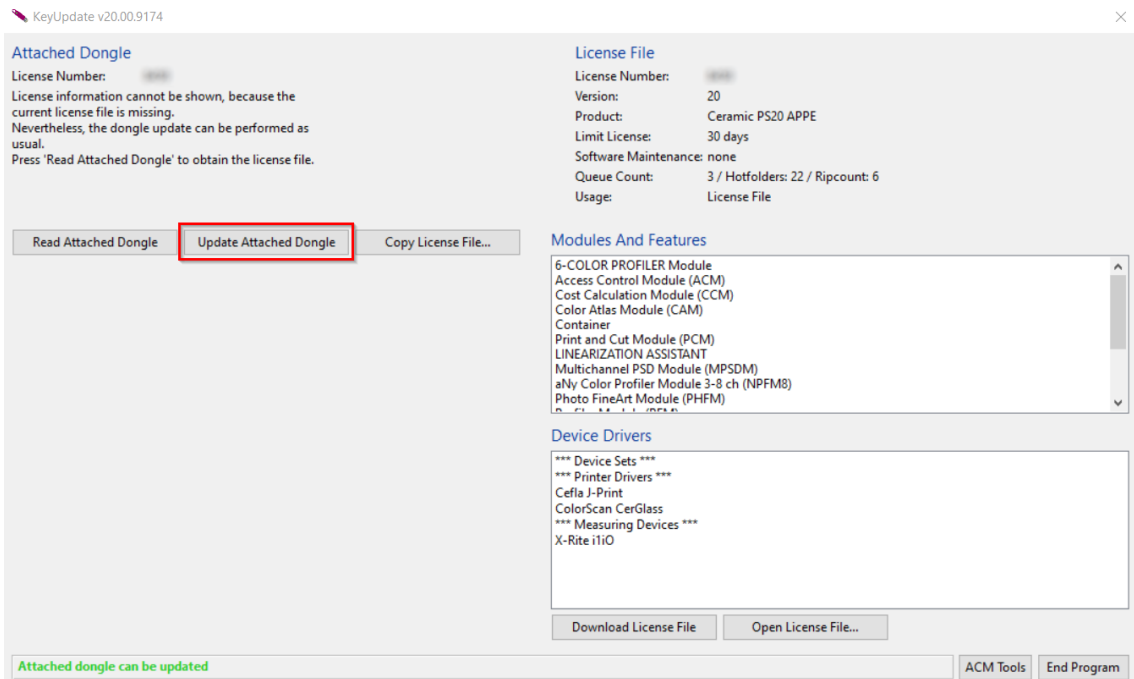 KeyUpdate v20.00.9174
Attached Dongle
License Number:
License information cannot be shown, because the
current license file is missing.
Nevertheless, the dongle update can be performed as
usual.
Press 'Read Attached Dongle' to obtain the license file.
Read Attached Dongle
Update Attached Dongle
Copy License File...
License File
License Number:
Version: 20
Product: Ceramic PS20 APPE
Limit License: 30 days
Software Maintenance: none
Queue Count: 3 / Hotfolders: 22 / Ripcount: 6
Usage: License File
Modules And Features
6-COLOR PROFILER Module
Access Control Module (ACM)
Cost Calculation Module (CCM)
Color Atlas Module (CAM)
Container
Print and Cut Module (PCM)
LINEARIZATION ASSISTANT
Multichannel PSD Module (MPSDM)
aNy Color Profiler Module 3-8 ch (NPFM8)
Photo FineArt Module (PHFM)
Device Drivers
*** Device Sets ***
*** Printer Drivers ***
Cefla J-Print
ColorScan CerGlass
*** Measuring Devices ***
X-Rite i1iO
Download License File
Open License File...
Attached dongle can be updated
ACM Tools
End Program